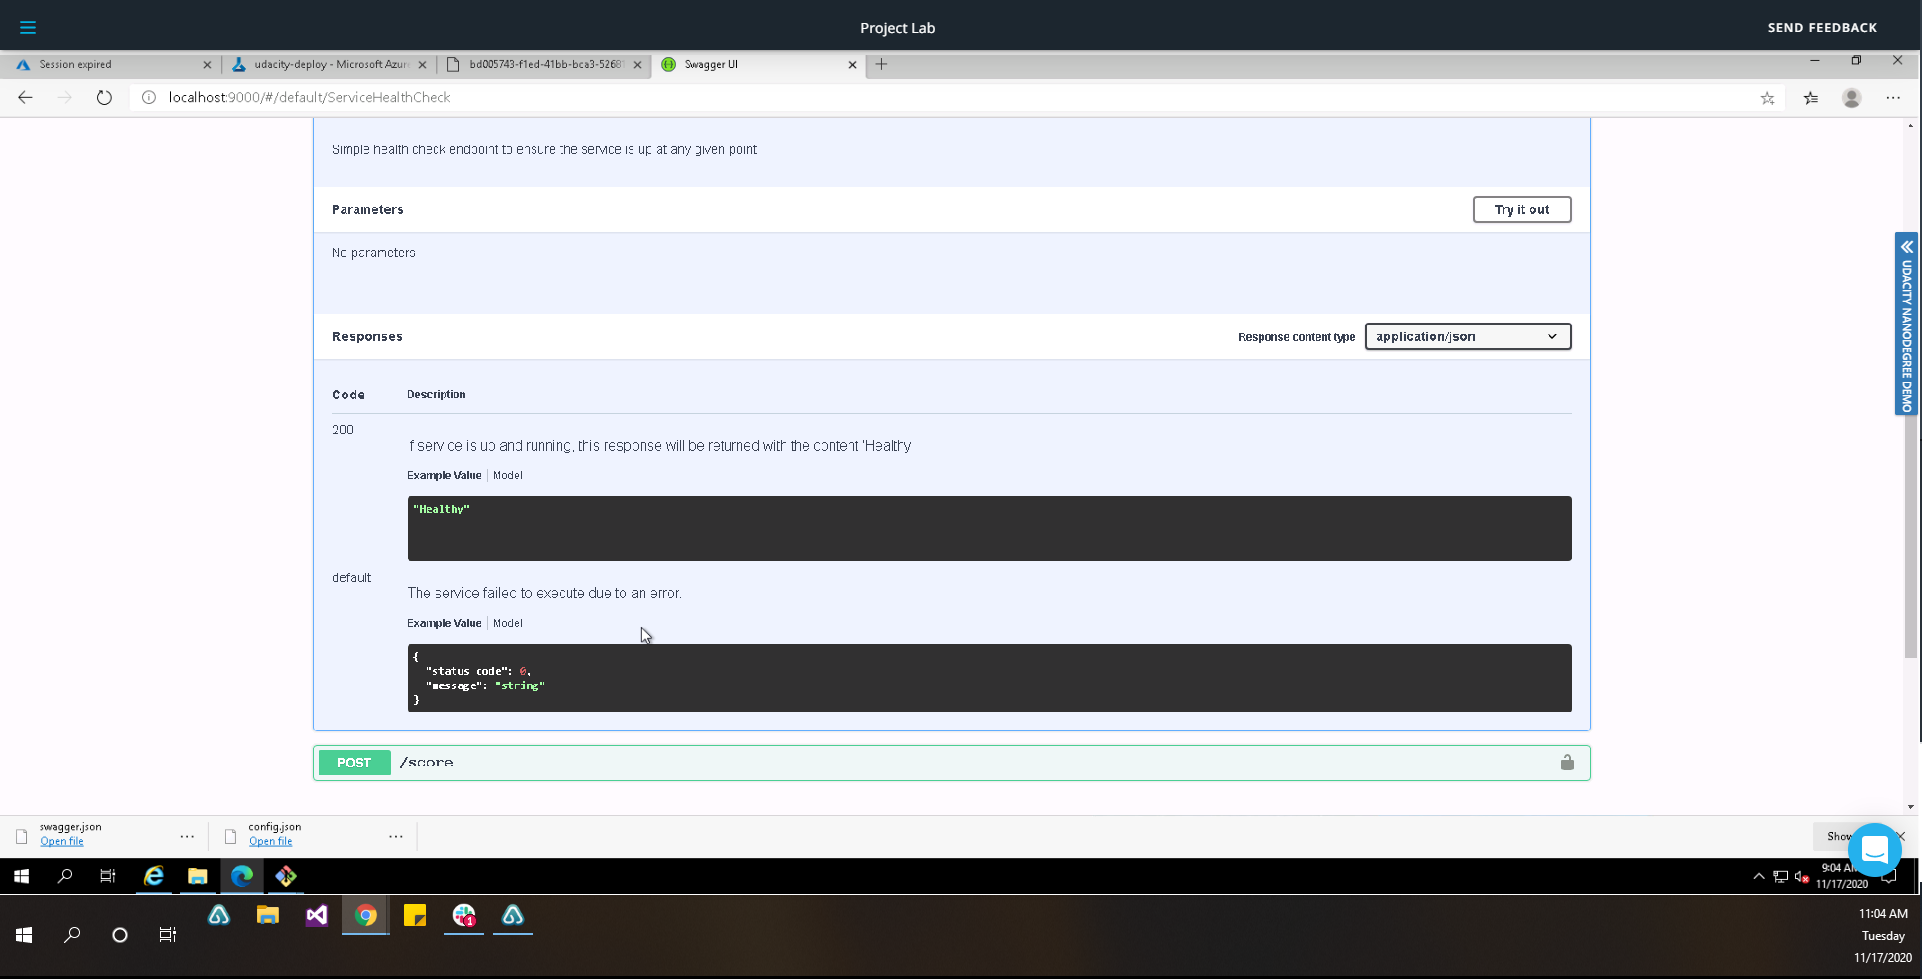 Project Lab
SEND FEEDBACK
Session expired
udacity-deploy - Microsoft Azur
bd005743-f1ed-41bb-bca3-5268
Swagger UI
localhost:9000/#/default/ServiceHealthCheck
Simple health check endpoint to ensure the service is up at any given point
Parameters
Try it out
No parameters
Responses
Response content type
application/json
Code
Description
200
If service is up and running, this response will be returned with the content 'Healthy'
Example Value
Model
"Healthy"
default
The service failed to execute due to an error.
Example Value
Model
{
"status_code": 0,
"message": "string"
}
POST
/score
UDACITY NANODEGREE DEMO
swagger.json
Open file
config.json
Open file
Show
9:04 AM
11/17/2020
11:04 AM
Tuesday
11/17/2020